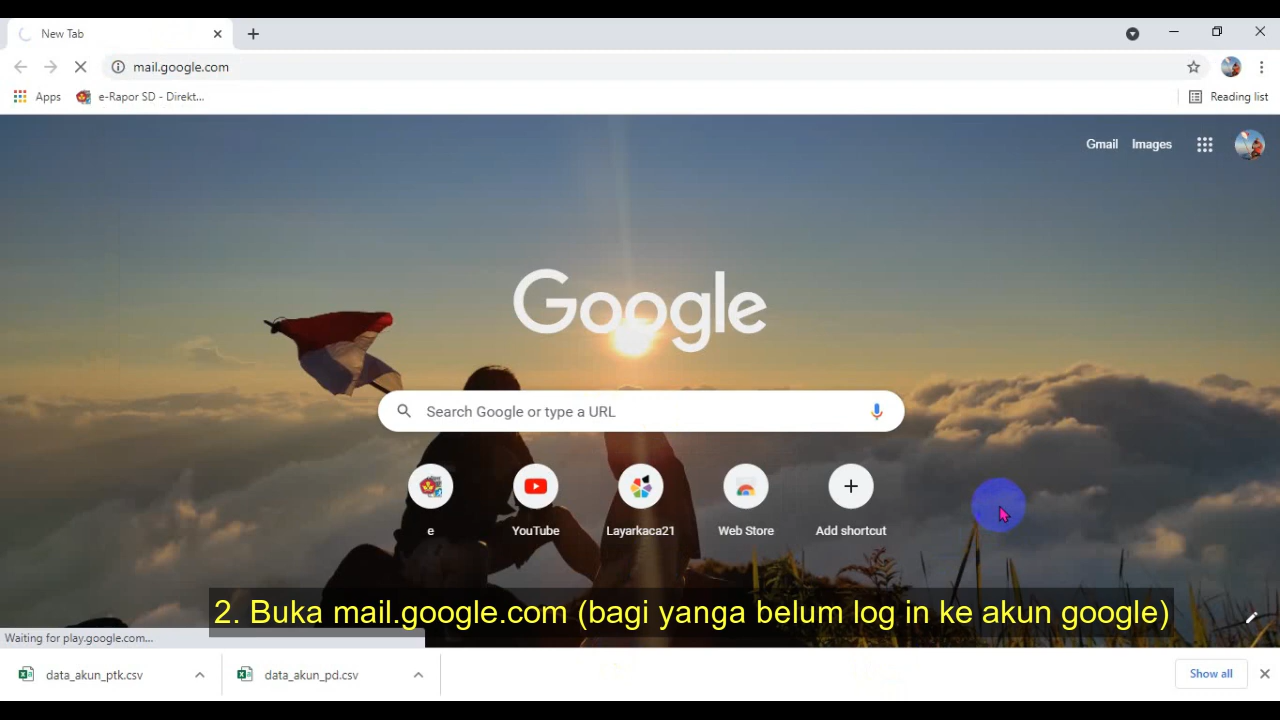 New Tab
mail.google.com
Apps
e-Rapor SD - Direkt...
Reading list
Gmail
Images
Google
Search Google or type a URL
e
YouTube
Layarkaca21
Web Store
Add shortcut
2. Buka mail.google.com (bagi yanga belum log in ke akun google)
Waiting for play.google.com...
data_akun_ptk.csv
data_akun_pd.csv
Show all